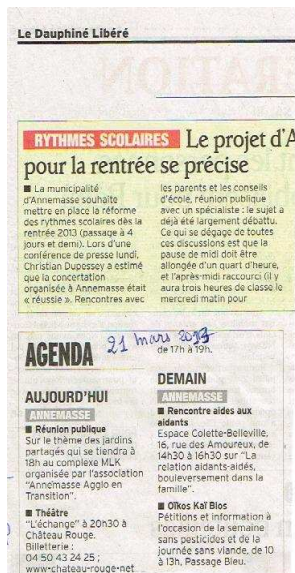 Le Dauphiné Libéré
RYTHMES SCOLAIRES Le projet d'A
pour la rentrée se précise
■ La municipalité
d'Annemasse souhaite
mettre en place la réforme
des rythmes scolaires dès la
rentrée 2013 (passage à 4
jours et demi). Lors d'une
conférence de presse lundi,
Christian Dupessey a estimé
que la concertation
organisée à Annemasse était
« réussie ». Rencontres avec
les parents et les conseils
d'école, réunion publique
avec un spécialiste : le sujet a
déjà été largement débattu.
Ce qui se dégage de toutes
ces discussions est que la
pause de midi doit être
allongée d'un quart d'heure,
et l'après-midi raccourci (il y
aura trois heures de classe le
mercredi matin pour
AGENDA
21 mars 2013
AUJOURD'HUI
ANNEMASSE
■ Réunion publique
Sur le thème des jardins
partagés qui se tiendra à
18h au complexe MLK
organisée par l'association
"Annemasse Agglo en
Transition".
■ Théâtre
"L'échange" à 20h30 à
Château Rouge.
Billetterie :
04 50 43 24 25 ;
www-chateau-rouge-net
de 17h à 19h.
DEMAIN
ANNEMASSE
■ Rencontre aides aux
aidants
Espace Colette-Belleville,
16, rue des Amoureux, de
14h30 à 16h30 sur "La
relation aidants-aidés,
bouleversement dans la
famille".
■ Oïkos Kaï Bios
Pétitions et information à
l'occasion de la semaine
sans pesticides et de la
journée sans viande, de 10
à 13h, Passage Bleu.